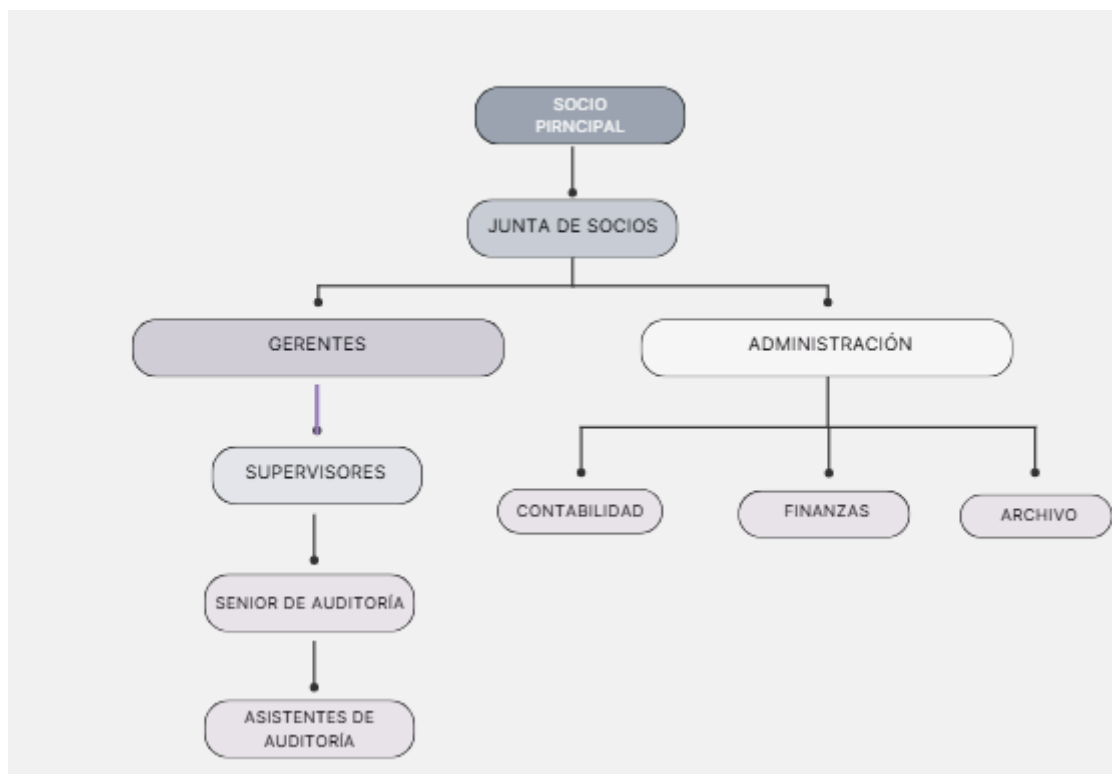 SOCIO
PIRNCIPAL
JUNTA DE SOCIOS
GERENTES
ADMINISTRACIÓN
SUPERVISORES
CONTABILIDAD
FINANZAS
ARCHIVO
SENIOR DE AUDITORÍA
ASISTENTES DE
AUDITORÍA